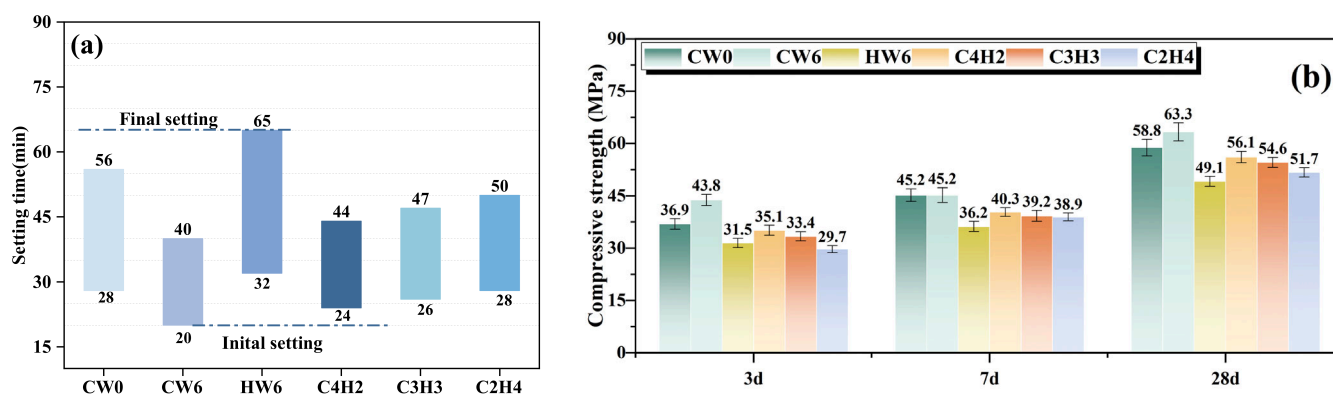 (a)
Setting time(min)
90
75
60
45
30
15
Final setting
Inital setting
56
28
40
20
65
32
44
24
47
26
50
28
CW0 CW6 HW6 C4H2 C3H3 C2H4
(b)
Compressive strength (MPa)
90
75
60
45
30
15
0
CW0 CW6 HW6 C4H2 C3H3 C2H4
36.9 43.8 31.5 35.1 33.4 29.7
45.2 45.2 36.2 40.3 39.2 38.9
58.8 63.3 49.1 56.1 54.6 51.7
3d 7d 28d